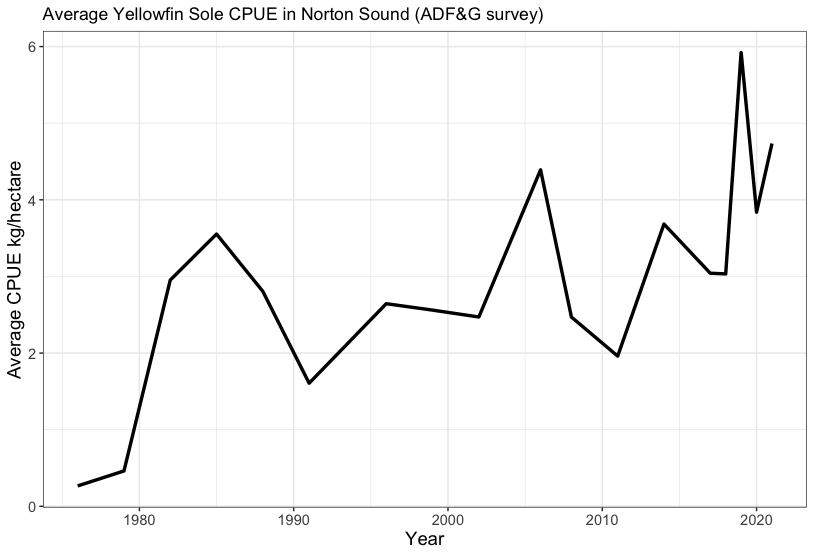 Average Yellowfin Sole CPUE in Norton Sound (ADF&G survey)
Average CPUE kg/hectare
6
4
2
0
1980 1990 2000 2010 2020
Year